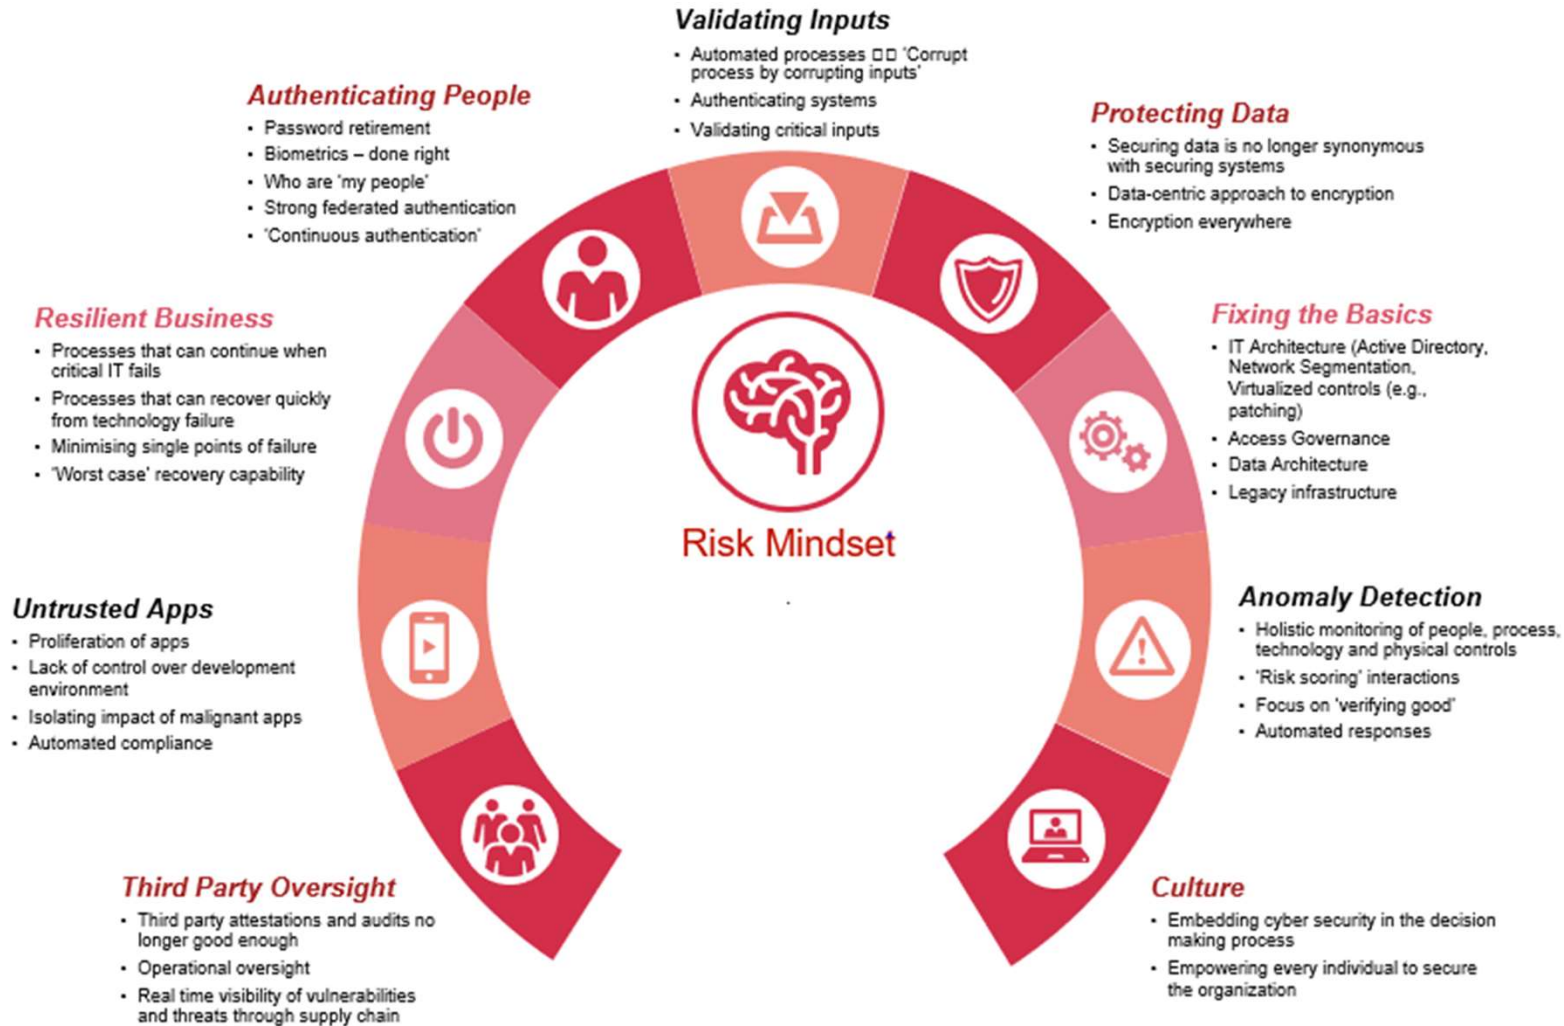 Validating Inputs
• Automated processes □□ 'Corrupt
process by corrupting inputs'
• Authenticating systems
• Validating critical inputs
Authenticating People
• Password retirement
• Biometrics – done right
• Who are 'my people'
• Strong federated authentication
• 'Continuous authentication'
Protecting Data
• Securing data is no longer synonymous
with securing systems
• Data-centric approach to encryption
• Encryption everywhere
Resilient Business
• Processes that can continue when
critical IT fails
• Processes that can recover quickly
from technology failure
• Minimising single points of failure
• 'Worst case' recovery capability
Fixing the Basics
• IT Architecture (Active Directory,
Network Segmentation,
Virtualized controls (e.g.,
patching)
• Access Governance
• Data Architecture
• Legacy infrastructure
Risk Mindset
Untrusted Apps
• Proliferation of apps
• Lack of control over development
environment
• Isolating impact of malignant apps
• Automated compliance
Anomaly Detection
• Holistic monitoring of people, process,
technology and physical controls
• 'Risk scoring' interactions
• Focus on 'verifying good'
• Automated responses
Third Party Oversight
• Third party attestations and audits no
longer good enough
• Operational oversight
• Real time visibility of vulnerabilities
and threats through supply chain
Culture
• Embedding cyber security in the decision
making process
• Empowering every individual to secure
the organization